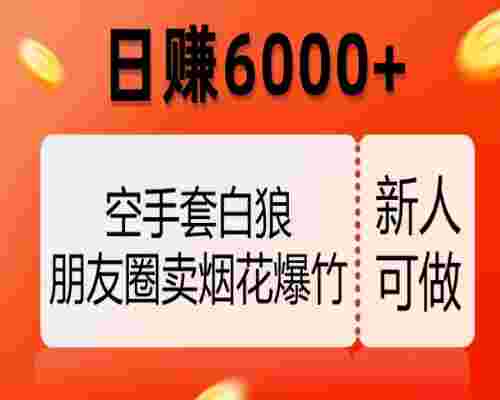 日赚6000+
空手套白狼
朋友圈卖烟花爆竹
新人
可做